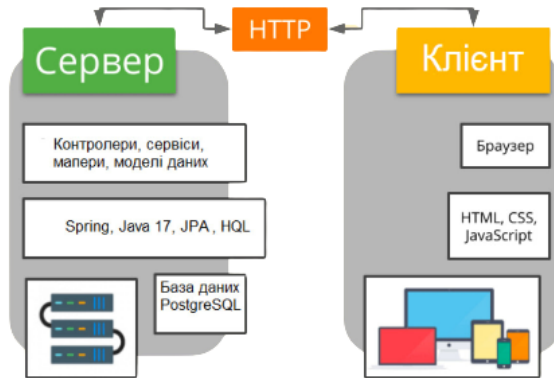 HTTP
Сервер
Клієнт
Контролери, сервіси,
мапери, моделі даних
Spring, Java 17, JPA, HQL
База даних
PostgreSQL
Браузер
HTML, CSS,
JavaScript